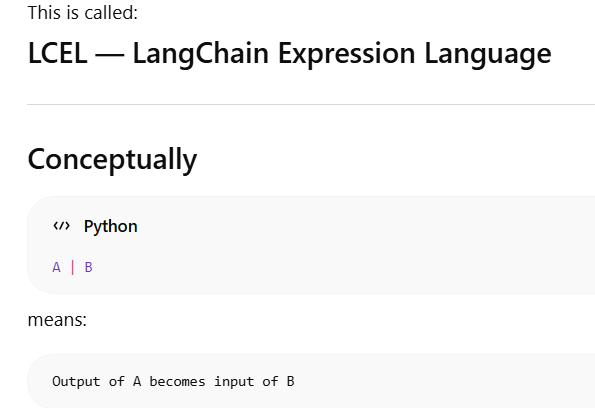 This is called:
LCEL — LangChain Expression Language
Conceptually
</> Python
A | B
means:
Output of A becomes input of B